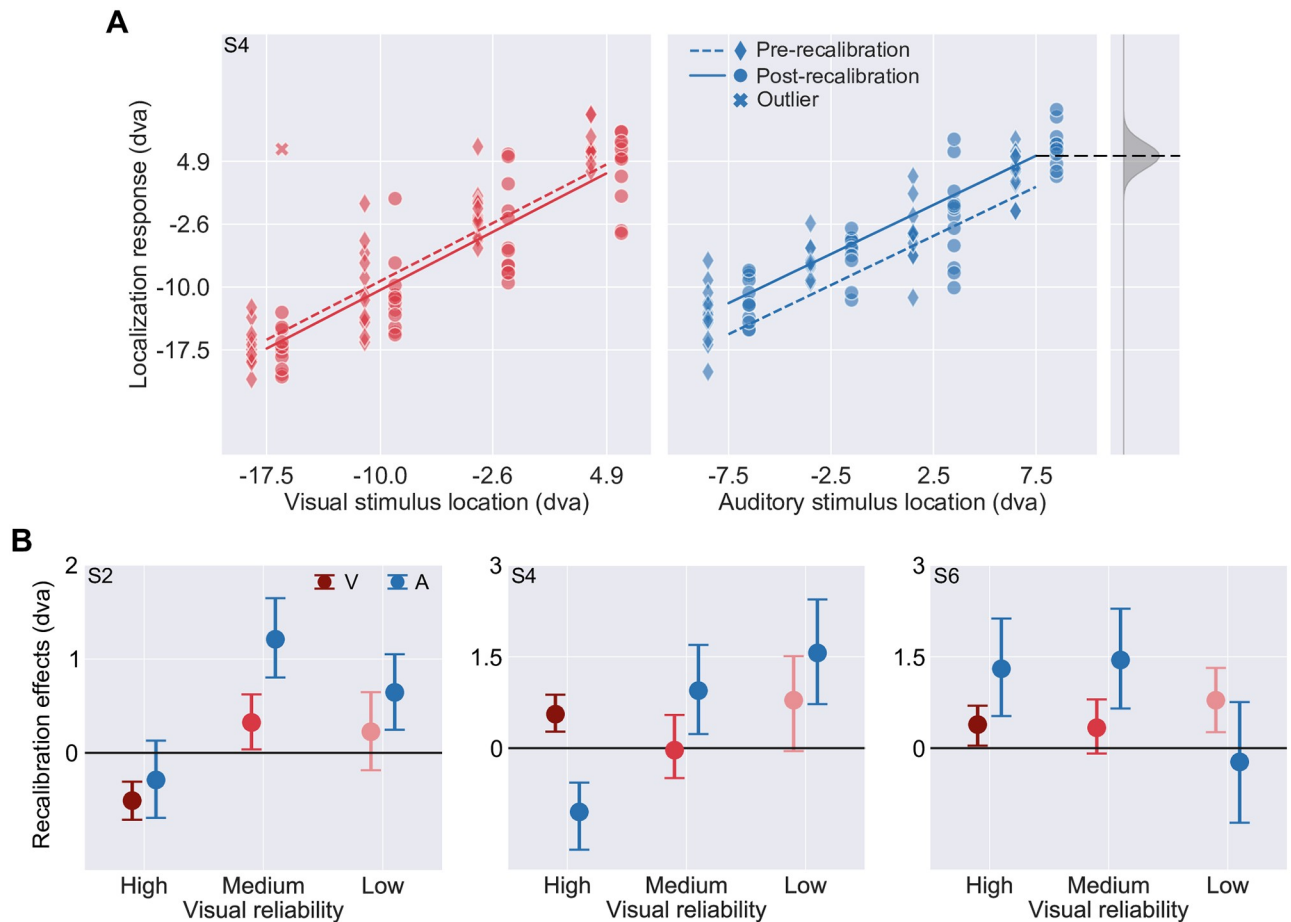 A
S4
Pre-recalibration
Post-recalibration
Outlier
Localization response (dva)
4.9
-2.6
-10.0
-17.5
-17.5 -10.0 -2.6 4.9
Visual stimulus location (dva)
-7.5 -2.5 2.5 7.5
Auditory stimulus location (dva)
B
Recalibration effects (dva)
2
1
0
S2
V A
High Medium Low
Visual reliability
3
1.5
0
S4
High Medium Low
Visual reliability
3
1.5
0
S6
High Medium Low
Visual reliability